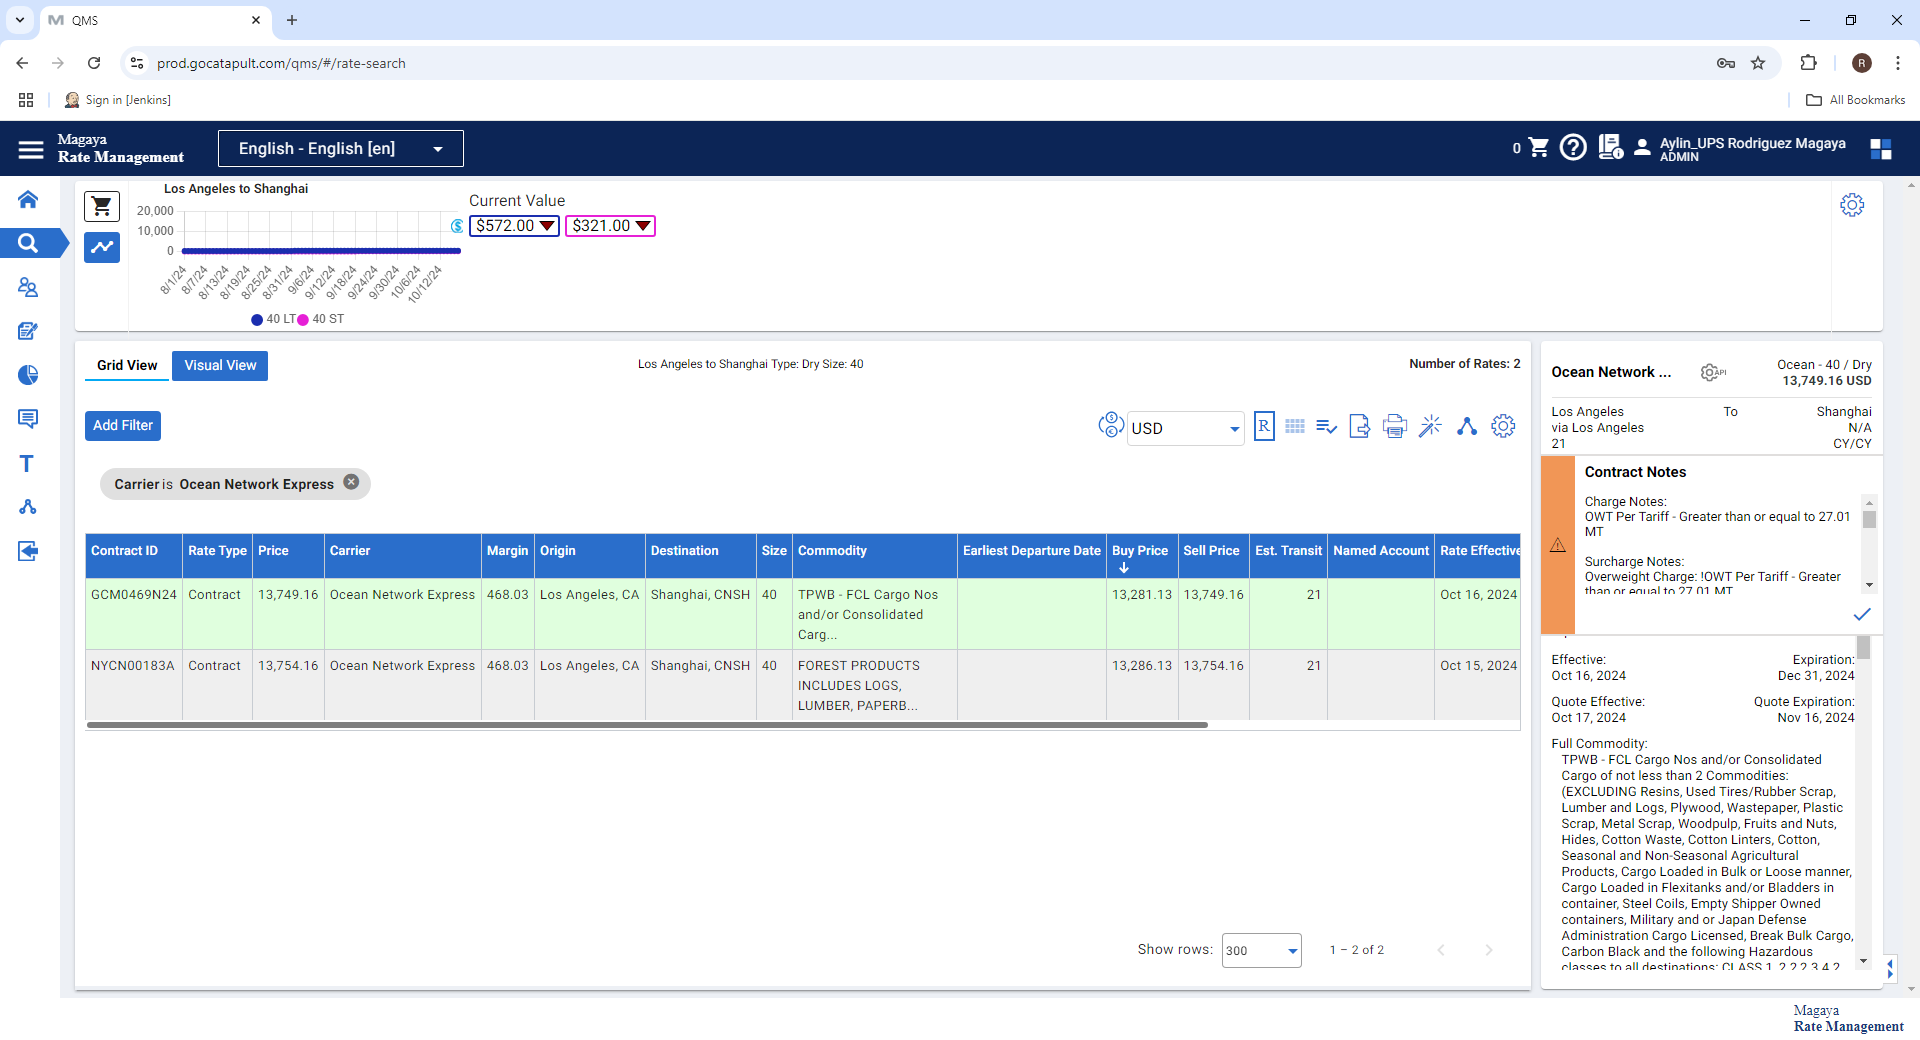 QMS
prod.gocatapult.com/qms/#/rate-search
R
Sign in [Jenkins]
All Bookmarks
Magaya
Rate Management
English - English [en]
0
Aylin_UPS Rodriguez Magaya
ADMIN
Los Angeles to Shanghai
20,000
10,000
0
8/1/24
8/7/24
8/13/24
8/19/24
8/25/24
8/31/24
9/6/24
9/12/24
9/18/24
9/24/24
9/30/24
10/6/24
10/12/24
40 LT
40 ST
Current Value
$572.00
$321.00
Grid View
Visual View
Los Angeles to Shanghai Type: Dry Size: 40
Number of Rates: 2
Add Filter
USD
R
Carrier is Ocean Network Express
Contract ID Rate Type Price Carrier Margin Origin Destination Size Commodity Earliest Departure Date Buy Price Sell Price Est. Transit Named Account Rate Effective
GCM0469N24 Contract 13,749.16 Ocean Network Express 468.03 Los Angeles, CA Shanghai, CNSH 40 TPWB - FCL Cargo Nos 13,281.13 13,749.16 21 Oct 16, 2024
and/or Consolidated
Carg...
NYCN00183A Contract 13,754.16 Ocean Network Express 468.03 Los Angeles, CA Shanghai, CNSH 40 FOREST PRODUCTS 13,286.13 13,754.16 21 Oct 15, 2024
INCLUDES LOGS,
LUMBER, PAPERB...
Show rows: 300 1 – 2 of 2
Ocean Network ...
API
Ocean - 40 / Dry
13,749.16 USD
Los Angeles To Shanghai
via Los Angeles N/A
21 CY/CY
Contract Notes
Charge Notes:
OWT Per Tariff - Greater than or equal to 27.01
MT
Surcharge Notes:
Overweight Charge: !OWT Per Tariff - Greater
than or equal to 27.01 MT
Effective: Expiration:
Oct 16, 2024 Dec 31, 2024
Quote Effective: Quote Expiration:
Oct 17, 2024 Nov 16, 2024
Full Commodity:
TPWB - FCL Cargo Nos and/or Consolidated
Cargo of not less than 2 Commodities:
(EXCLUDING Resins, Used Tires/Rubber Scrap,
Lumber and Logs, Plywood, Wastepaper, Plastic
Scrap, Metal Scrap, Woodpulp, Fruits and Nuts,
Hides, Cotton Waste, Cotton Linters, Cotton,
Seasonal and Non-Seasonal Agricultural
Products, Cargo Loaded in Bulk or Loose manner,
Cargo Loaded in Flexitanks and/or Bladders in
container, Steel Coils, Empty Shipper Owned
containers, Military and or Japan Defense
Administration Cargo Licensed, Break Bulk Cargo,
Carbon Black and the following Hazardous
classes to all destinations: CLASS 1, 2.2,2.3,4.2
Magaya
Rate Management